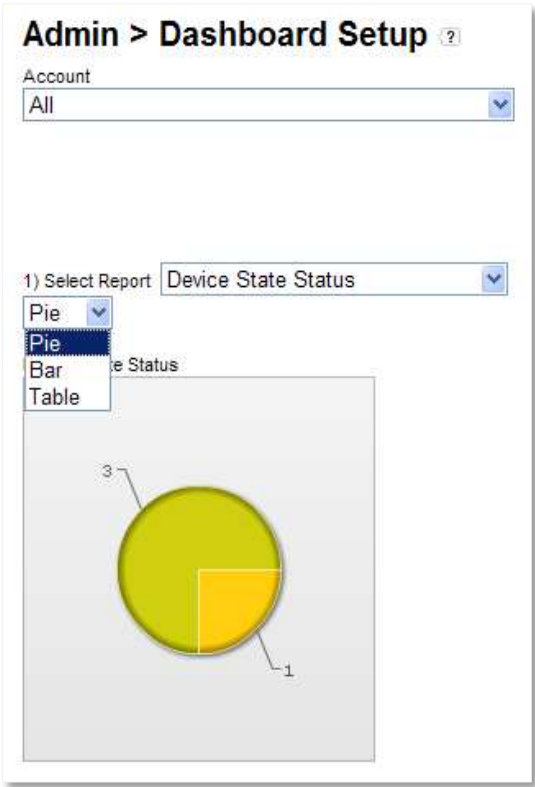 Admin > Dashboard Setup ?
Account
All
1) Select Report Device State Status
Pie
Pie
Bar
Table
Status
3
1